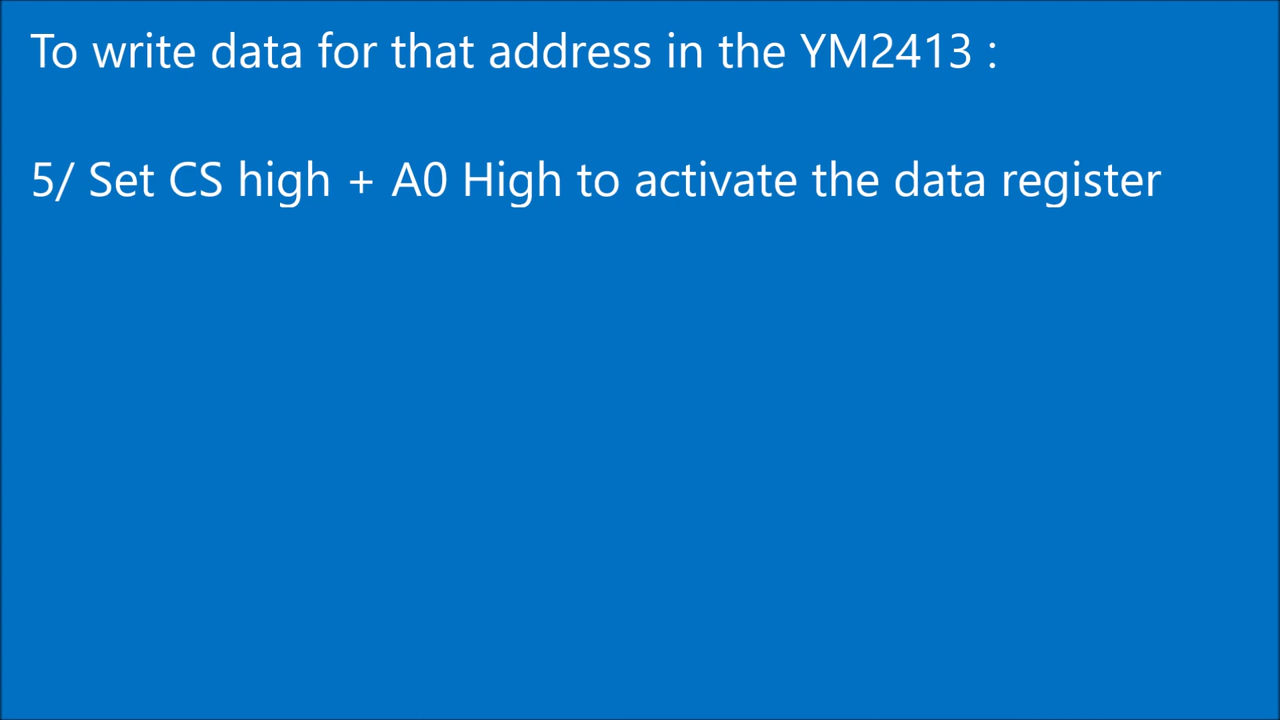 To write data for that address in the YM2413 :
5/ Set CS high + A0 High to activate the data register